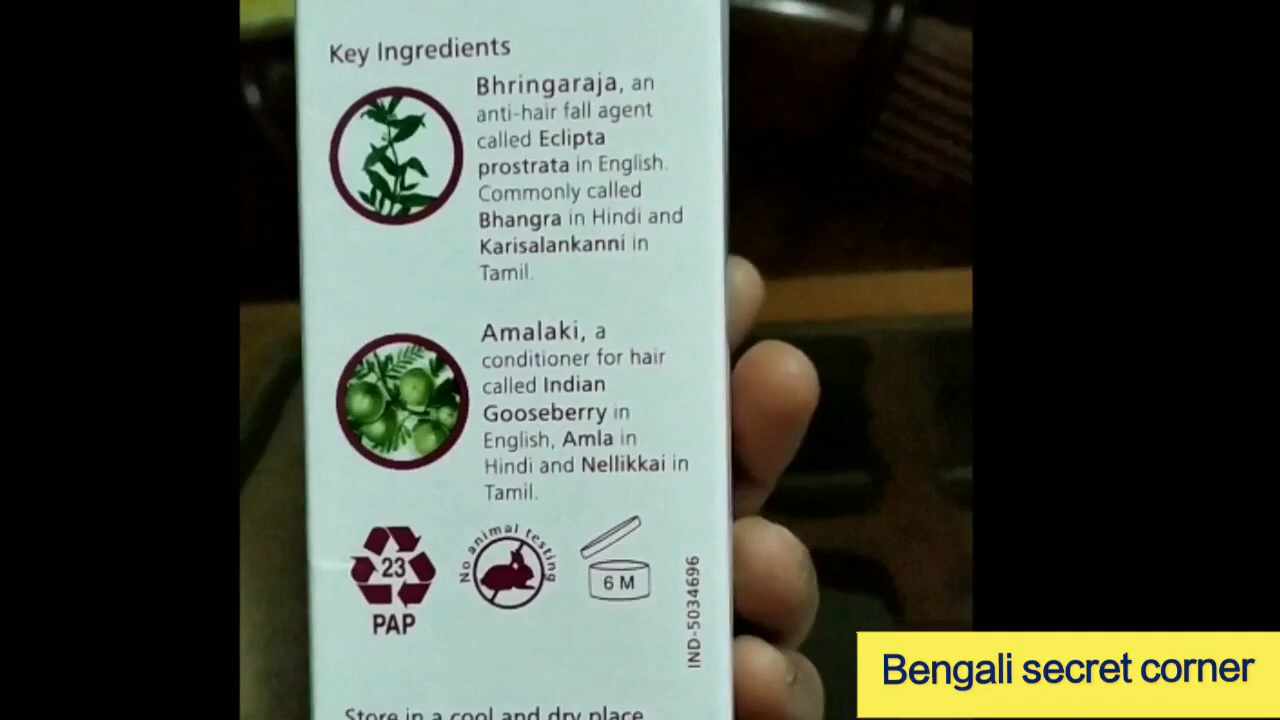 Key Ingredients
Bhringaraja, an
anti-hair fall agent
called Eclipta
prostrata in English.
Commonly called
Bhangra in Hindi and
Karisalankanni in
Tamil.
Amalaki, a
conditioner for hair
called Indian
Gooseberry in
English, Amla in
Hindi and Nellikkai in
Tamil.
23
PAP
No animal testing
6 M
IND-5034696
Store in a cool and dry place
Bengali secret corner